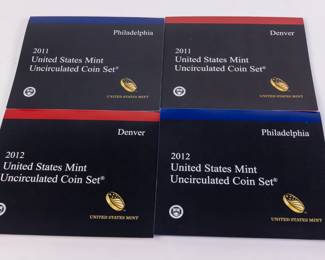 Philadelphia
2011
United States Mint
Uncirculated Coin Set®
UNITED STATES MINT
Denver
2011
United States Mint
Uncirculated Coin Set®
UNITED STATES MINT
Denver
2012
United States Mint
Uncirculated Coin Set®
UNITED STATES MINT
Philadelphia
2012
United States Mint
Uncirculated Coin Set®
UNITED STATES MINT